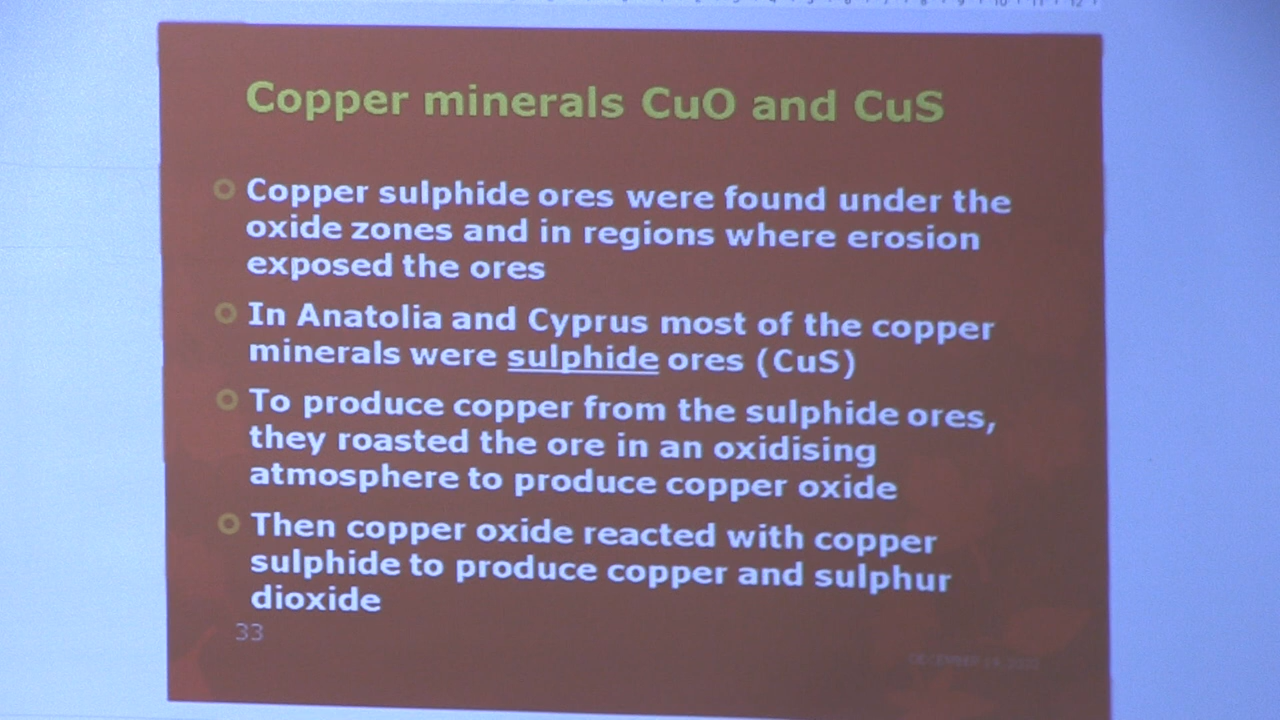 Copper minerals CuO and CuS
Copper sulphide ores were found under the
oxide zones and in regions where erosion
exposed the ores
In Anatolia and Cyprus most of the copper
minerals were sulphide ores (CuS)
To produce copper from the sulphide ores,
they roasted the ore in an oxidising
atmosphere to produce copper oxide
Then copper oxide reacted with copper
sulphide to produce copper and sulphur
dioxide
33
DECEMBER